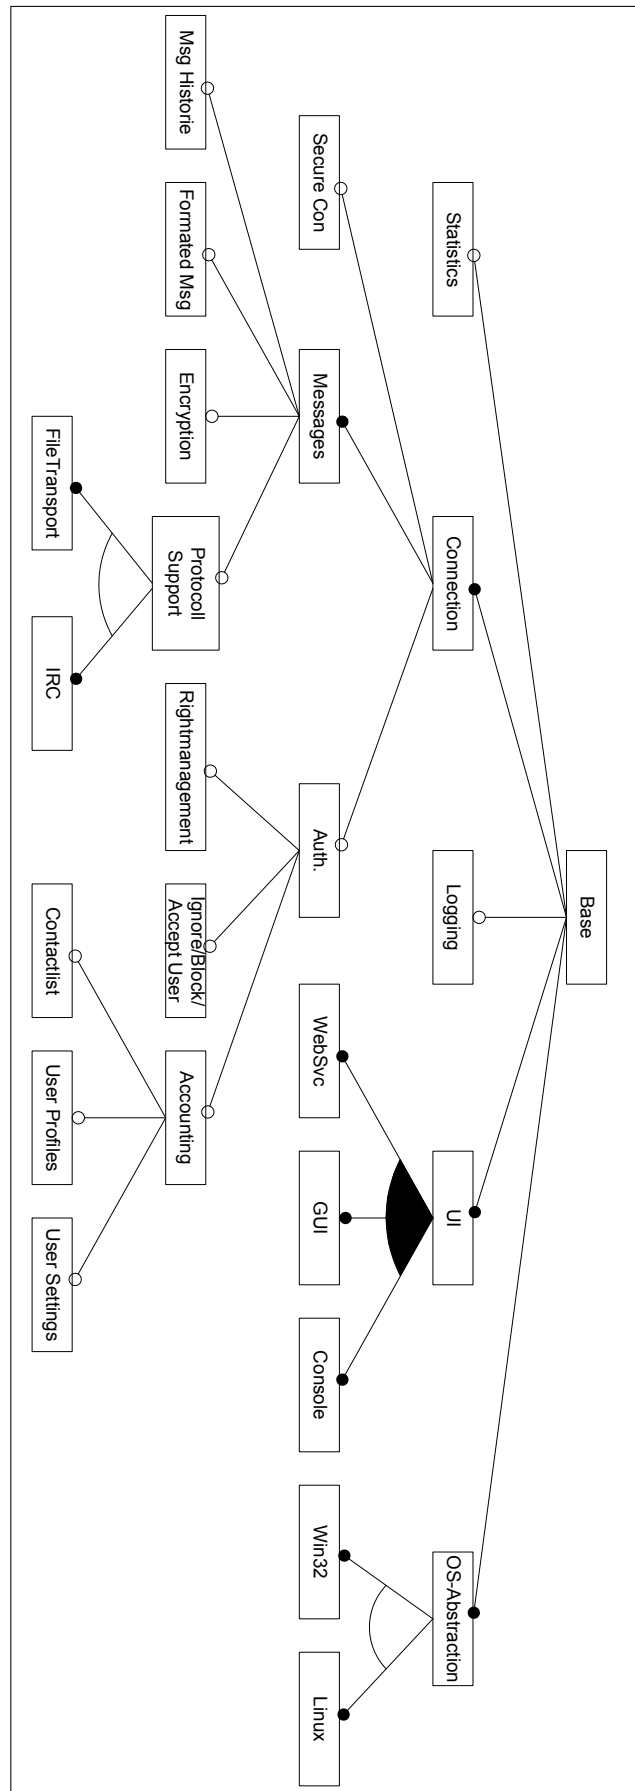 Base
Statistics
Connection
Logging
UI
OS-Abstraction
Secure Con
Messages
Auth.
WebSvc
GUI
Console
Win32
Linux
Msg Historie
Formated Msg
Encryption
Protocoll
Support
Rightmanagement
Ignore/Block/
Accept User
Accounting
FileTransport
IRC
Contactlist
User Profiles
User Settings